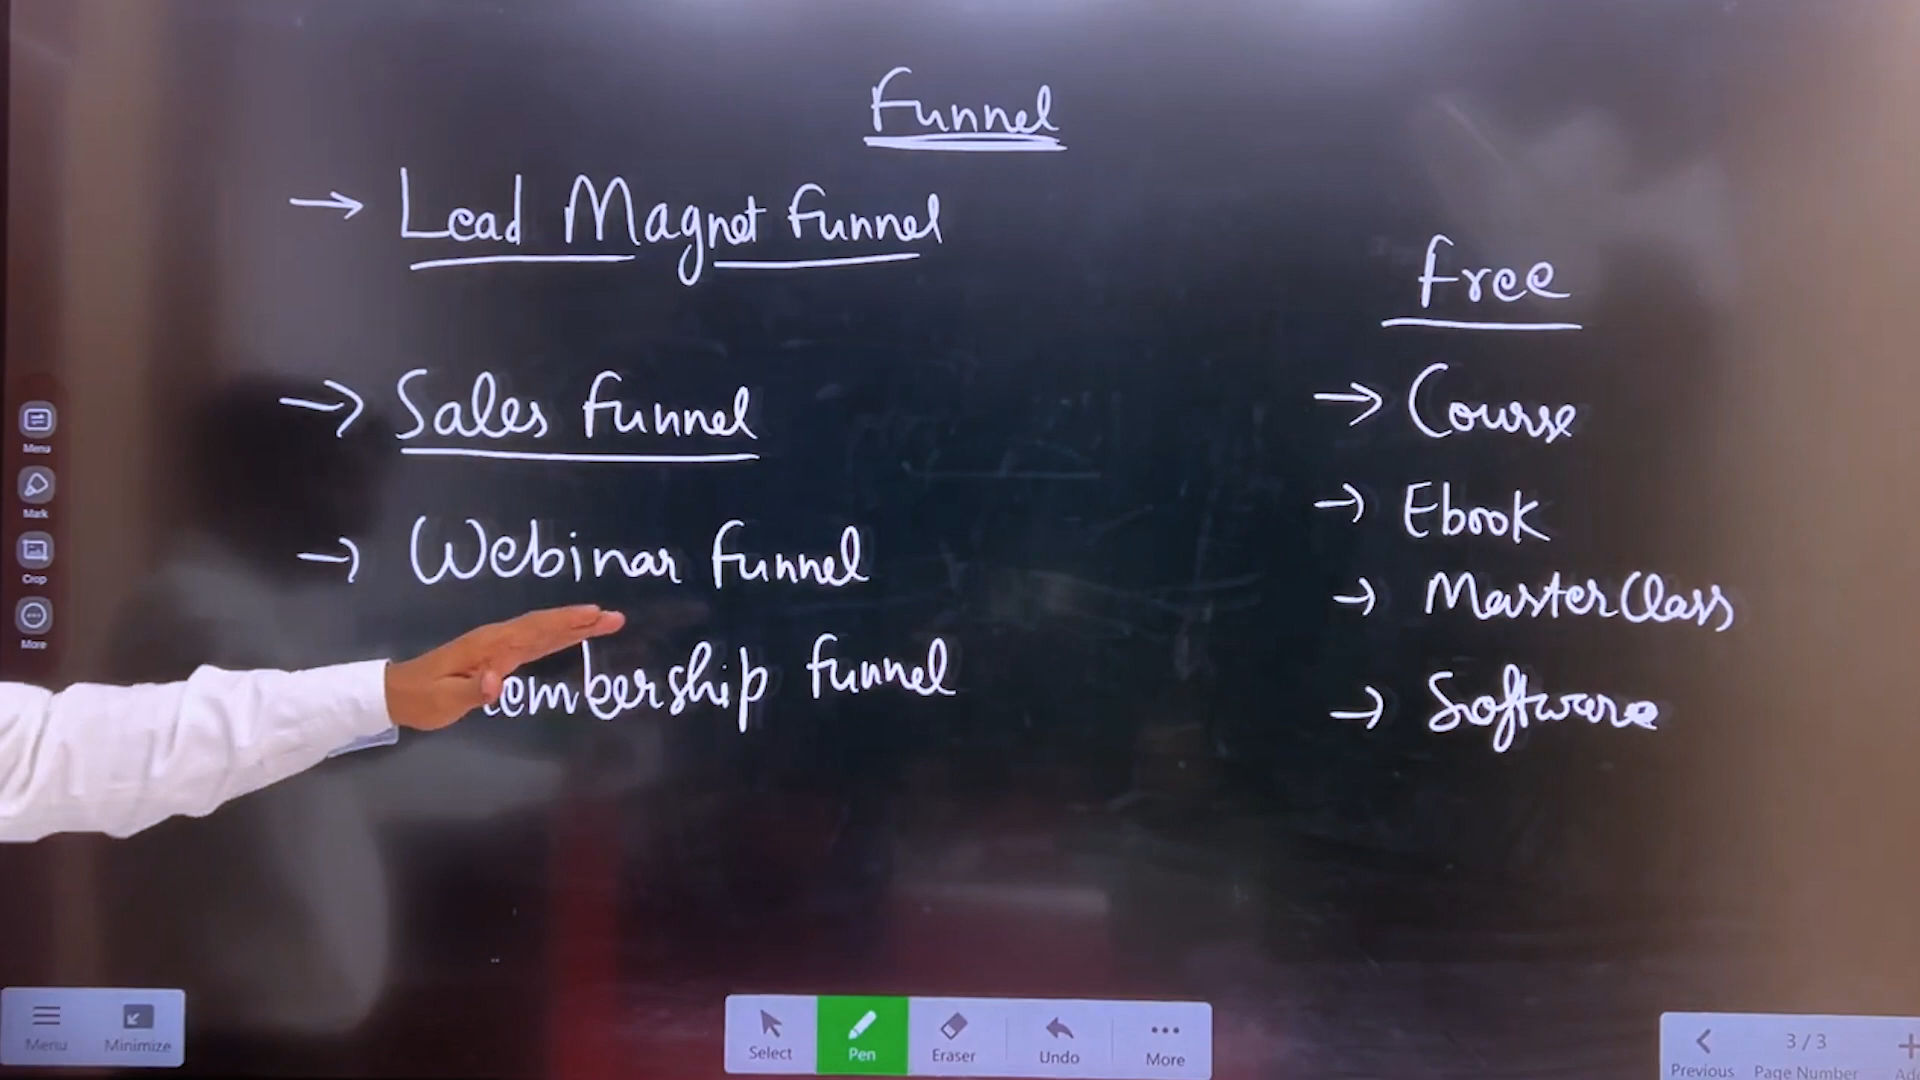 Funnel
→ Lead Magnet Funnel
→ Sales Funnel
→ Webinar Funnel
embership Funnel
Free
→ Course
→ Ebook
→ MasterClass
→ Software
Menu
Mark
Crop
More
Menu
Minimize
Select
Pen
Eraser
Undo
More
Previous
3 / 3
Page Number